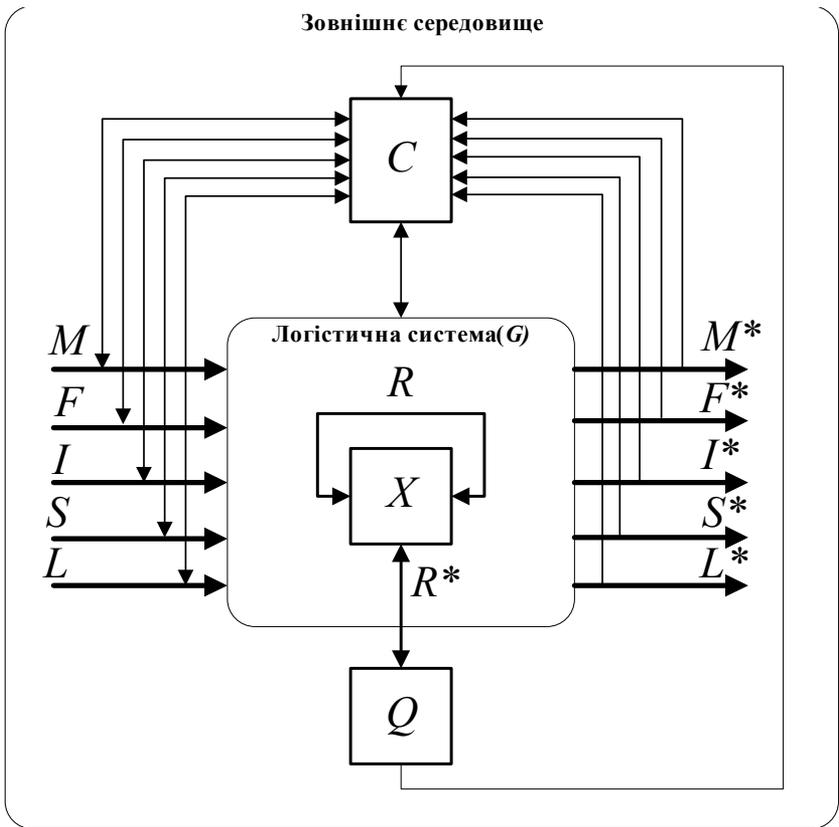 Зовнішнє середовище
C
Логістична система(G)
M
M*
R
F
F*
I
I*
X
S
S*
L
R*
L*
Q